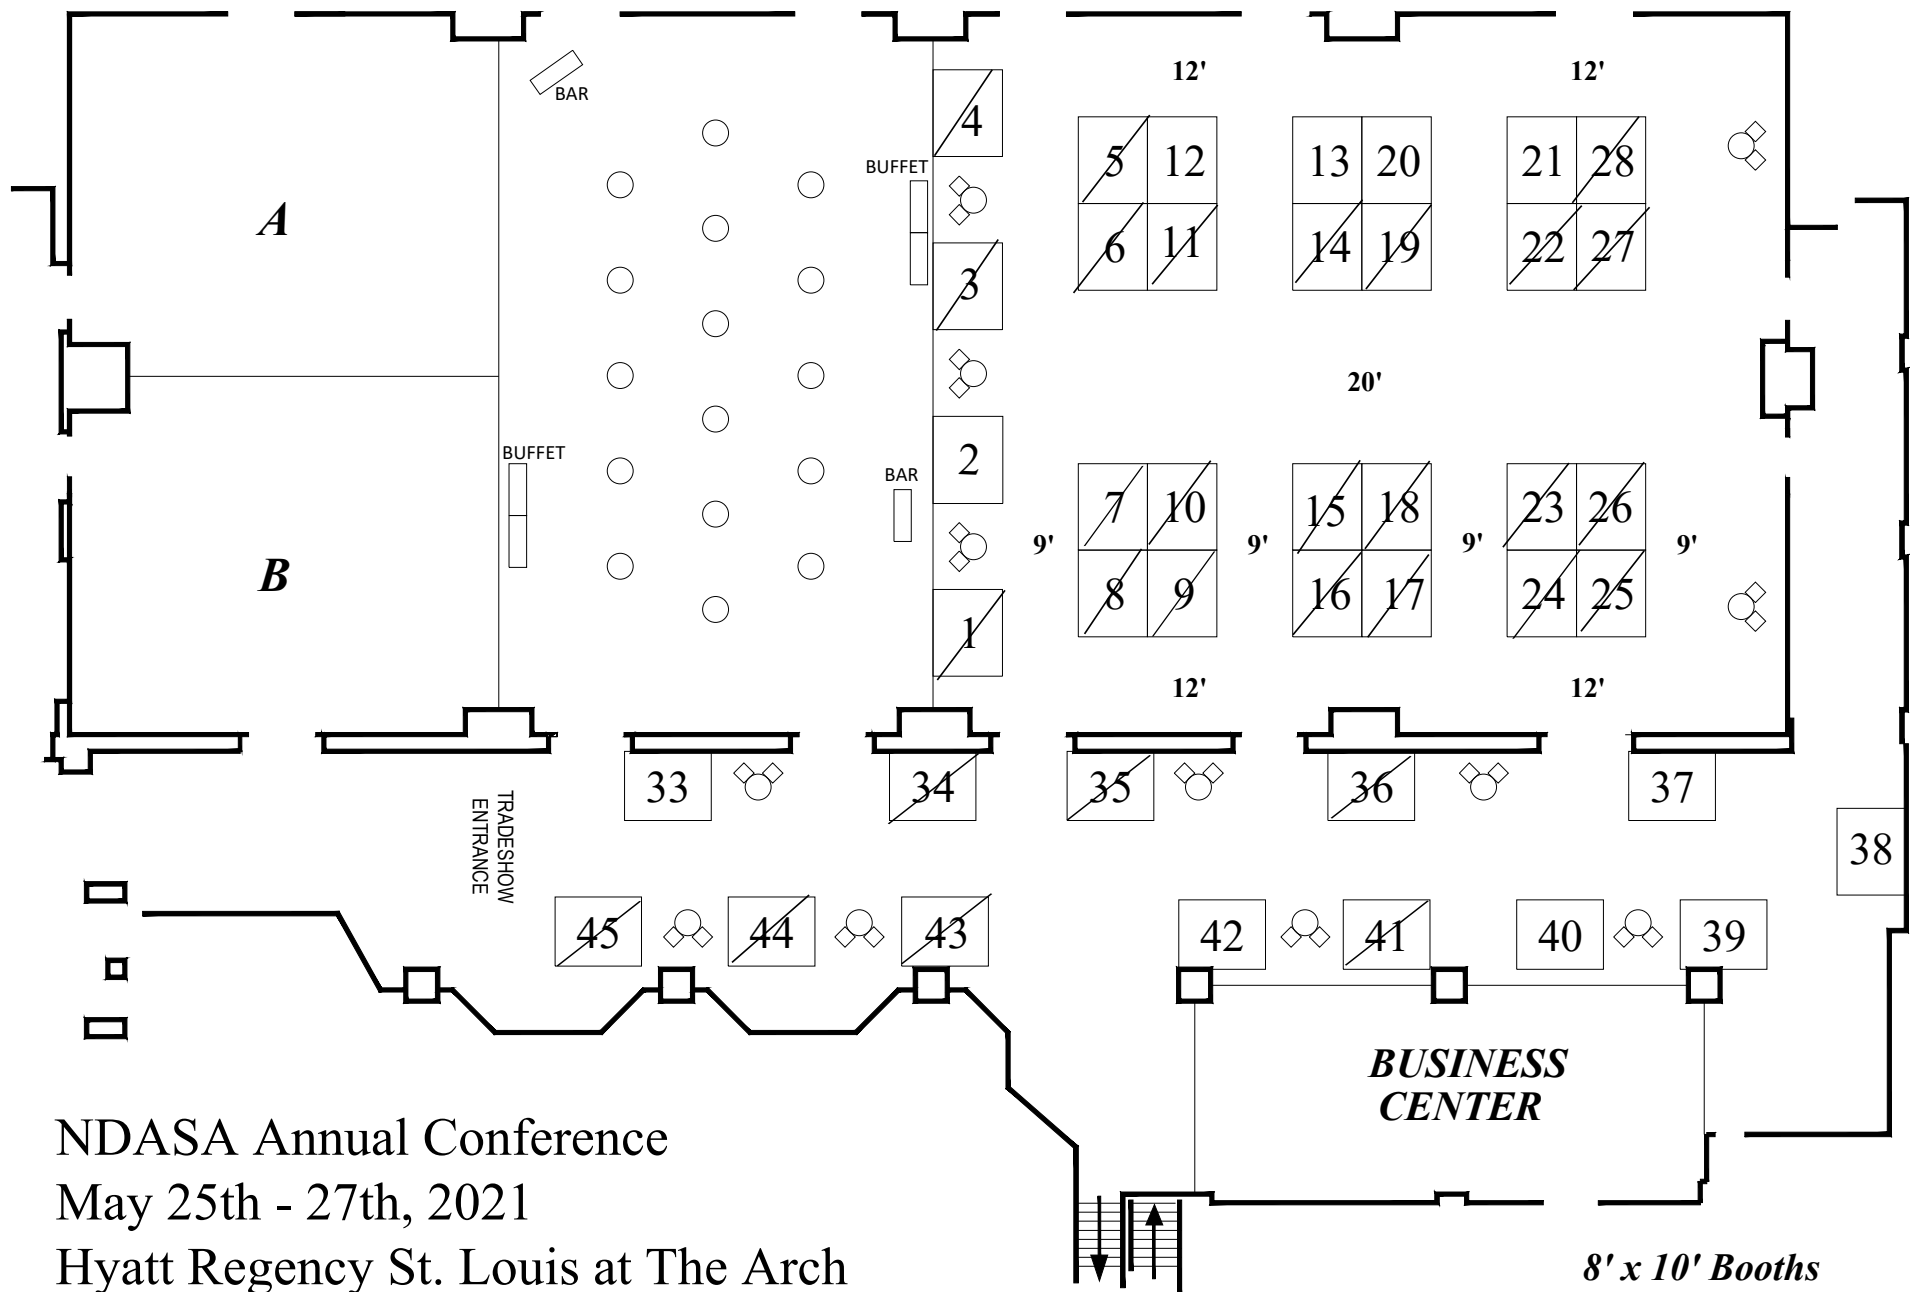 12' 12'
BAR
4
5 12 13 20 21 28
BUFFET
A
6 11 14 19 22 27
3
20'
BUFFET
2
BAR
7 10 15 18 23 26
9' 9' 9' 9'
B
8 9 16 17 24 25
1
12' 12'
33 34 35 36 37
TRADESHOW
ENTRANCE
38
45 44 43 42 41 40 39
BUSINESS
CENTER
NDASA Annual Conference
May 25th - 27th, 2021
Hyatt Regency St. Louis at The Arch
8' x 10' Booths